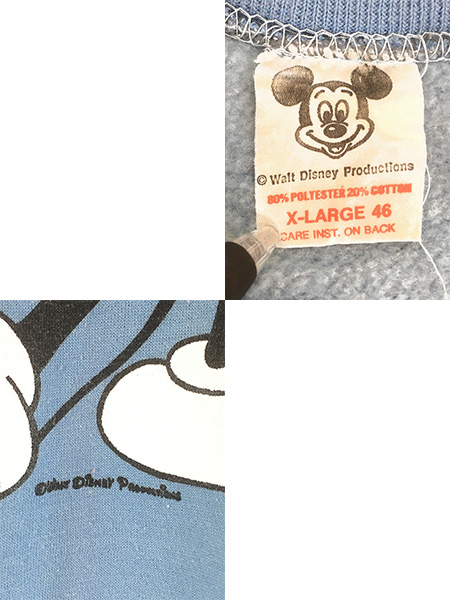 © Walt Disney Productions
80% POLYESTER 20% COTTON
X-LARGE 46
CARE INST. ON BACK
© WALT DISNEY PRODUCTIONS